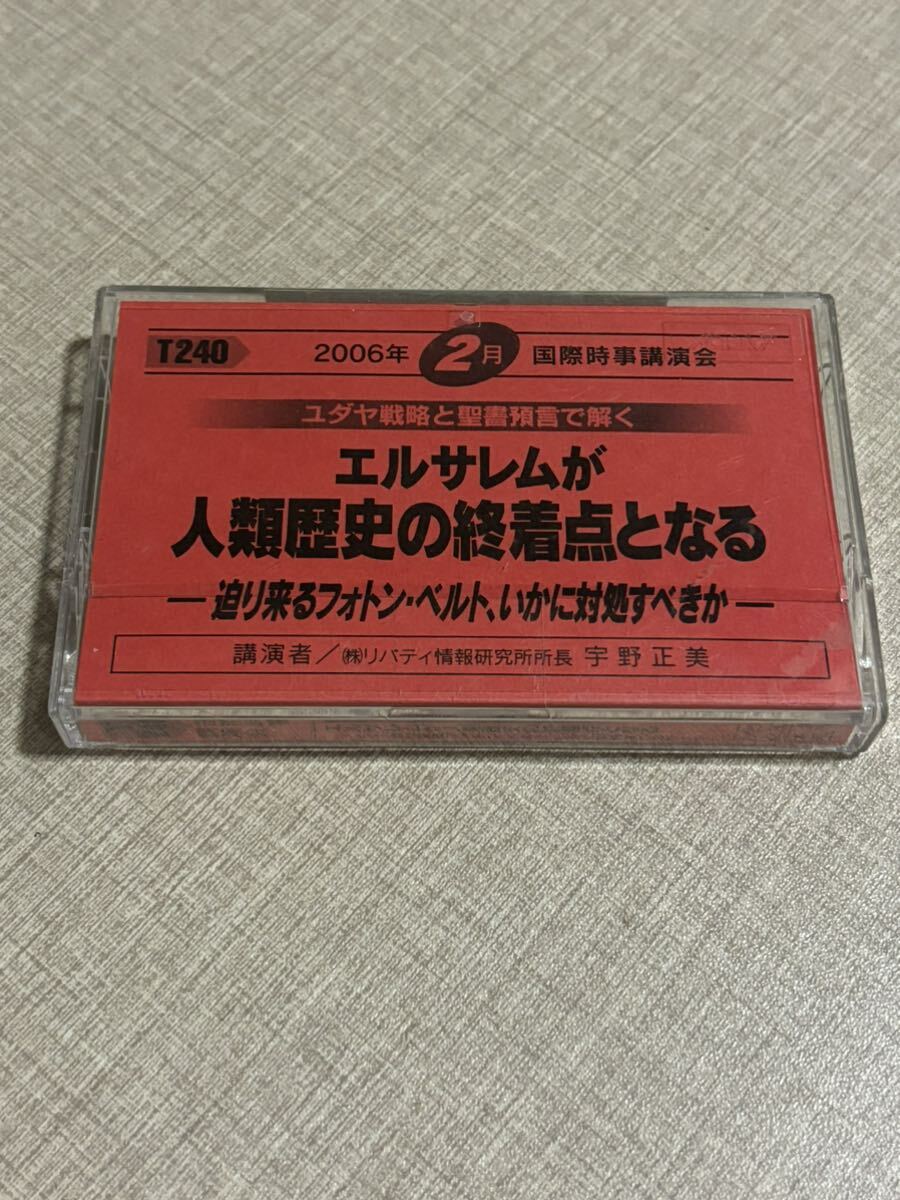 T240 2006年 2月 国際時事講演会
ユダヤ戦略と聖書預言で解く
エルサレムが
人類歴史の終着点となる
―迫り来るフォトン・ベルト、いかに対処すべきか―
講演者/㈱リバティ情報研究所所長 宇野正美